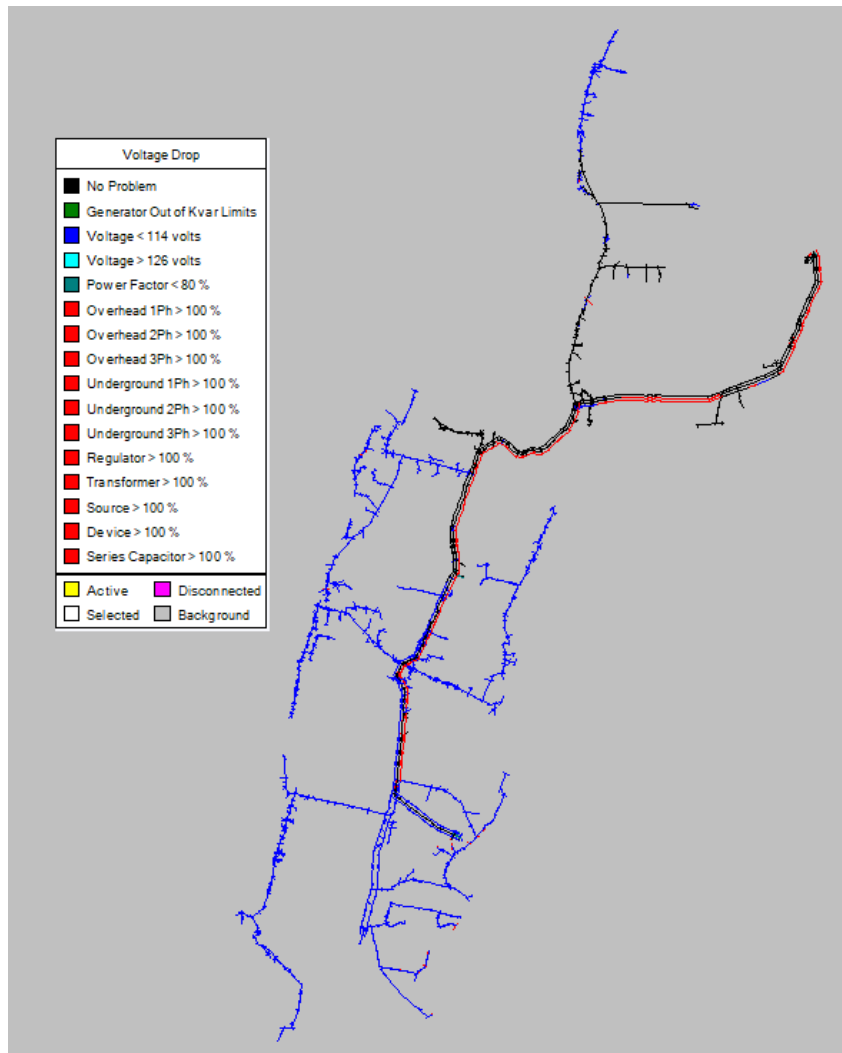 Voltage Drop
No Problem
Generator Out of Kvar Limits
Voltage < 114 volts
Voltage > 126 volts
Power Factor < 80 %
Overhead 1Ph > 100 %
Overhead 2Ph > 100 %
Overhead 3Ph > 100 %
Underground 1Ph > 100 %
Underground 2Ph > 100 %
Underground 3Ph > 100 %
Regulator > 100 %
Transformer > 100 %
Source > 100 %
Device > 100 %
Series Capacitor > 100 %
Active Disconnected
Selected Background